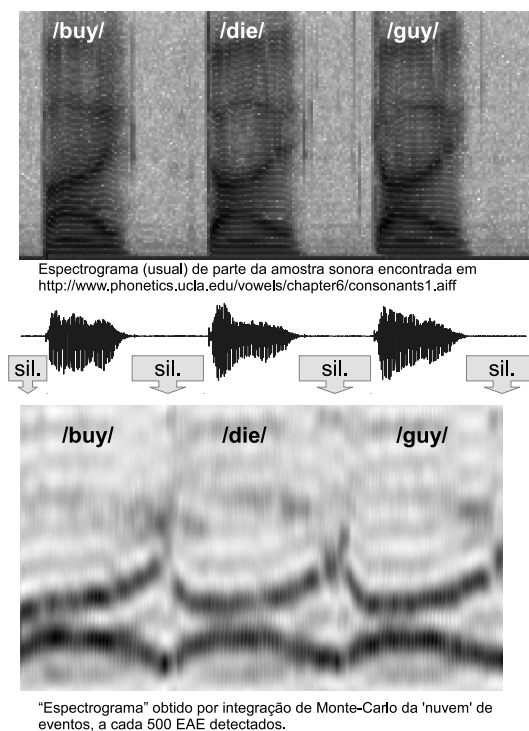 /buy/ /die/ /guy/
Espectrograma (usual) de parte da amostra sonora encontrada em
http://www.phonetics.ucla.edu/vowels/chapter6/consonants1.aiff
sil. sil. sil. sil.
/buy/ /die/ /guy/
“Espectrograma” obtido por integração de Monte-Carlo da 'nuvem' de
eventos, a cada 500 EAE detectados.